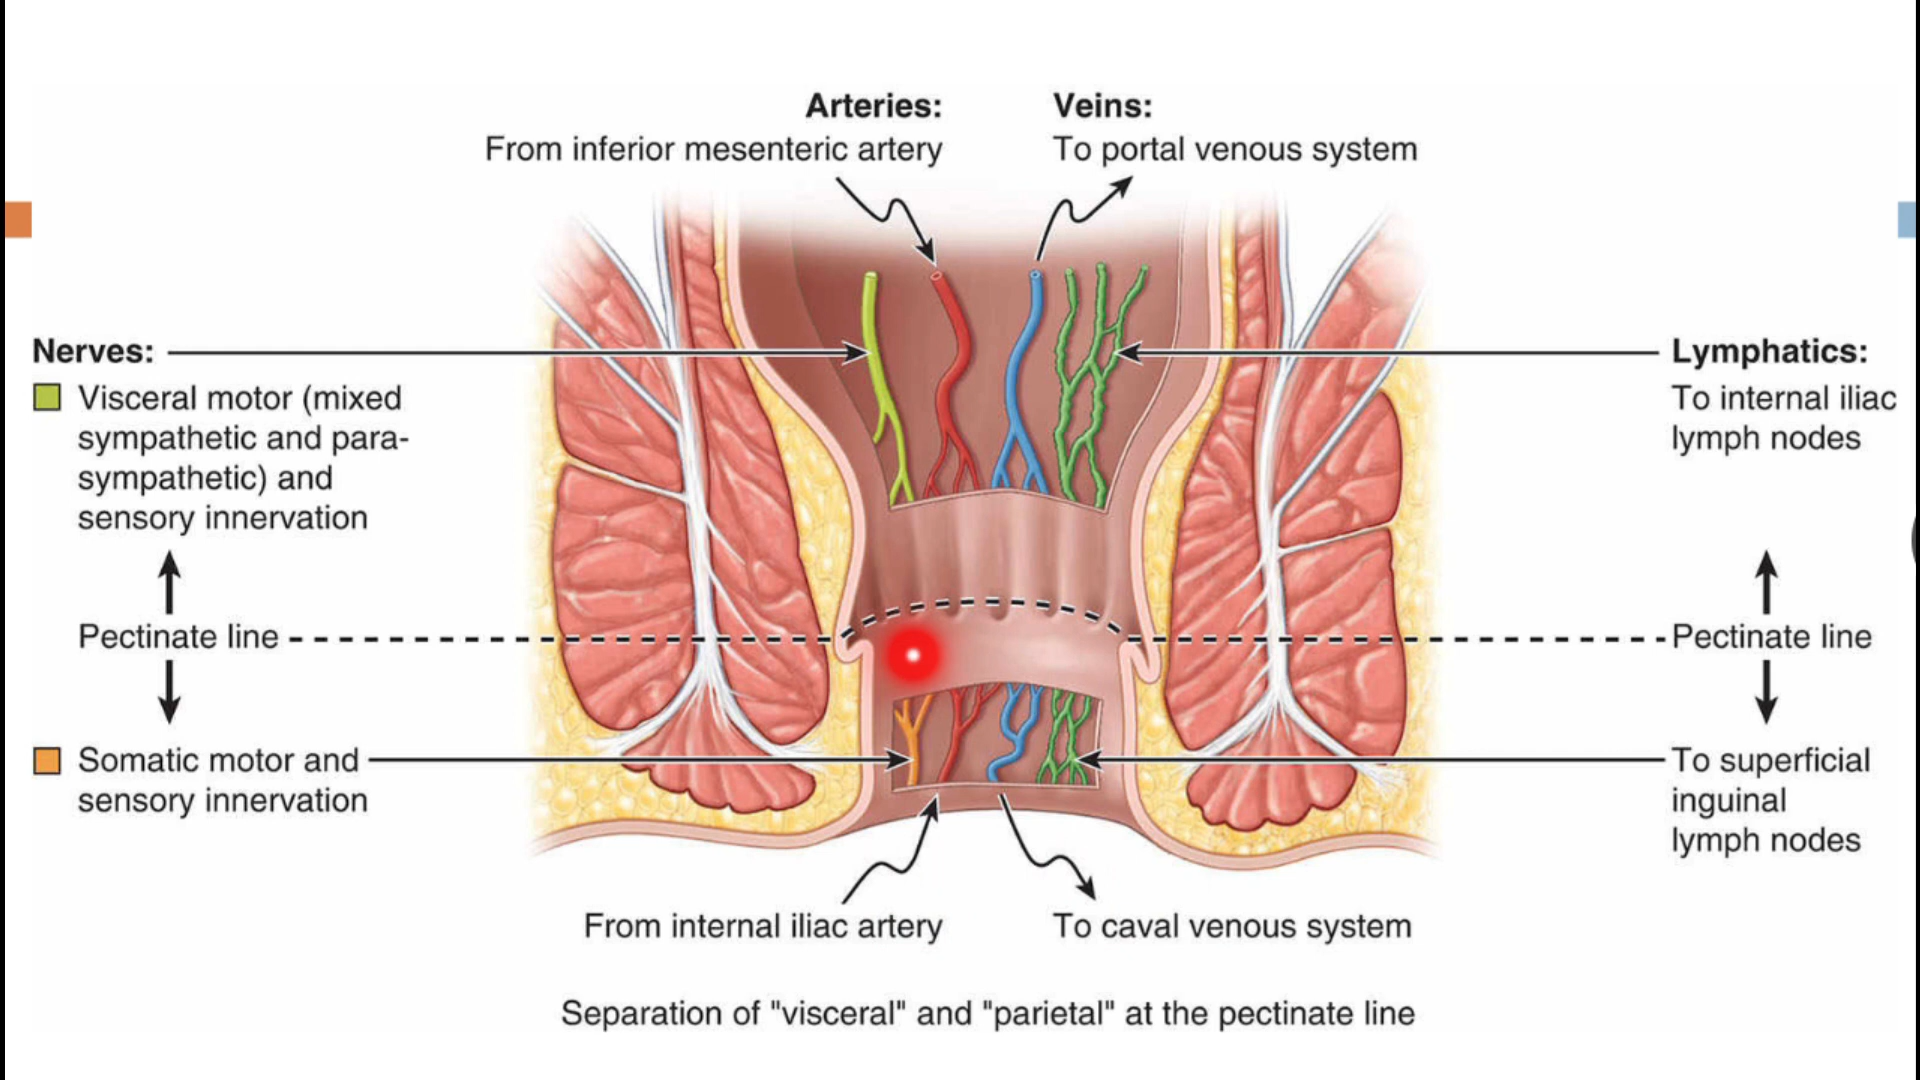 Arteries:
From inferior mesenteric artery
Veins:
To portal venous system
Nerves:
Visceral motor (mixed
sympathetic and para-
sympathetic) and
sensory innervation
Pectinate line
Somatic motor and
sensory innervation
Lymphatics:
To internal iliac
lymph nodes
Pectinate line
To superficial
inguinal
lymph nodes
From internal iliac artery
To caval venous system
Separation of "visceral" and "parietal" at the pectinate line